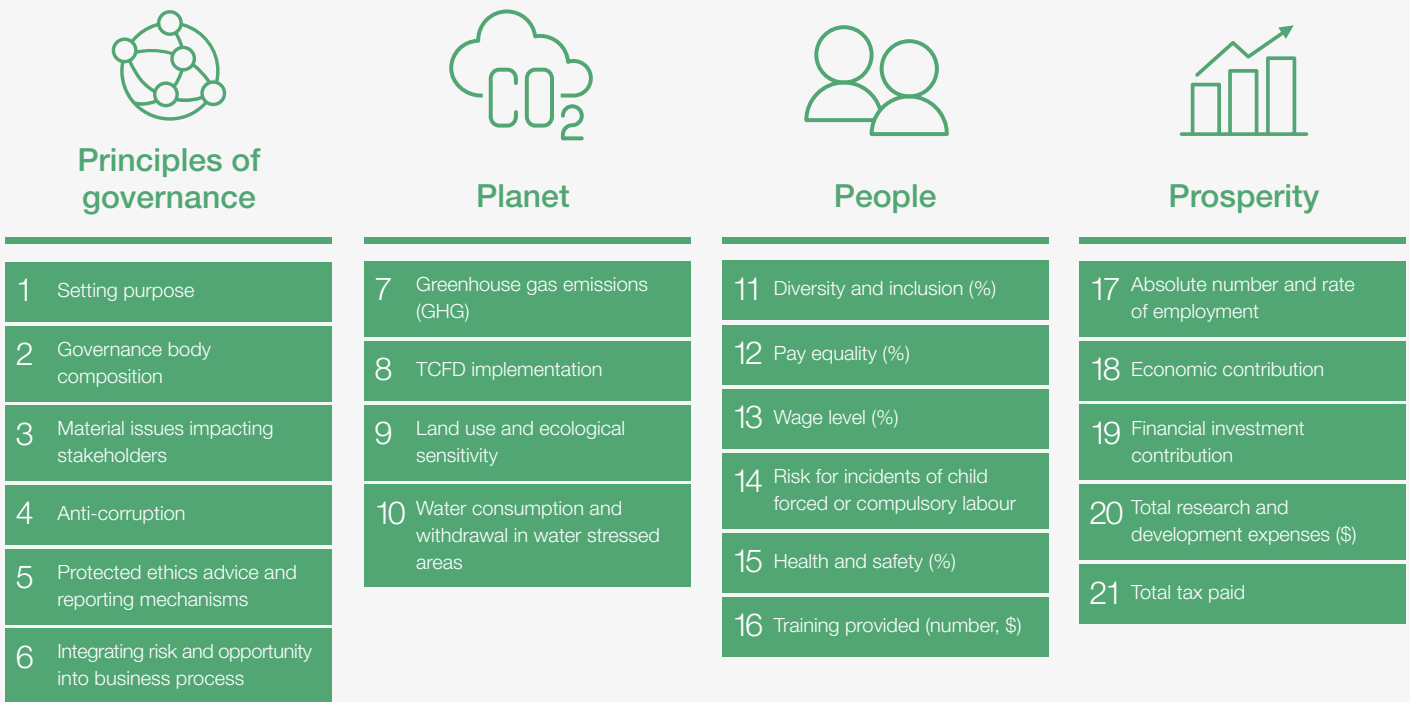 CO2
Principles of
governance
Planet
People
Prosperity
1 Setting purpose
2 Governance body
composition
3 Material issues impacting
stakeholders
4 Anti-corruption
5 Protected ethics advice and
reporting mechanisms
6 Integrating risk and opportunity
into business process
7 Greenhouse gas emissions
(GHG)
8 TCFD implementation
9 Land use and ecological
sensitivity
10 Water consumption and
withdrawal in water stressed
areas
11 Diversity and inclusion (%)
12 Pay equality (%)
13 Wage level (%)
14 Risk for incidents of child
forced or compulsory labour
15 Health and safety (%)
16 Training provided (number, $)
17 Absolute number and rate
of employment
18 Economic contribution
19 Financial investment
contribution
20 Total research and
development expenses ($)
21 Total tax paid